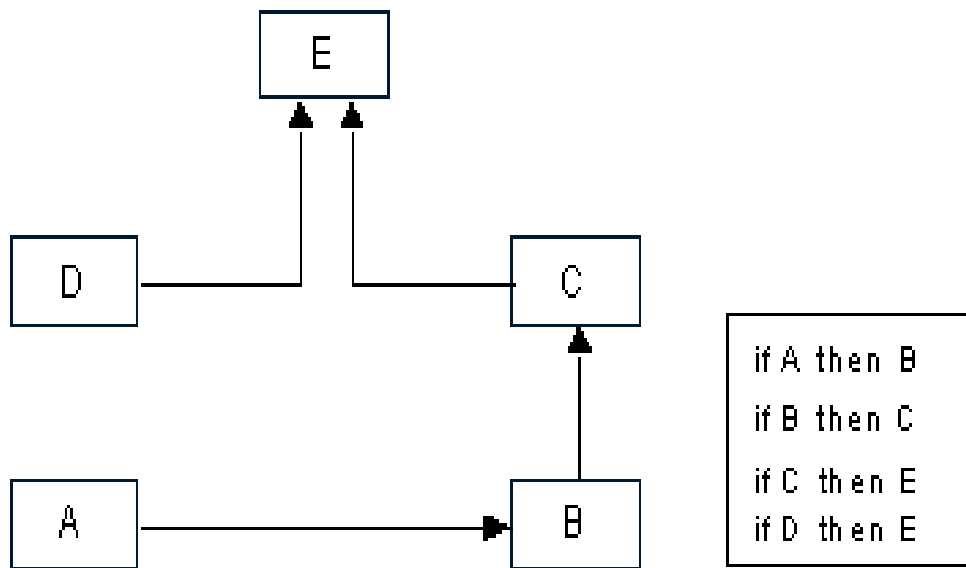 E
D
C
A
B
if A then B
if B then C
if C then E
if D then E